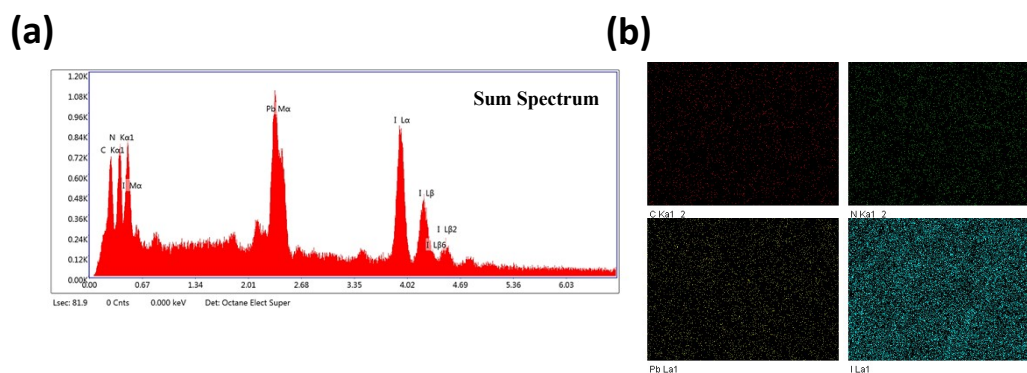 (a)
(b)
1.20K
Sum Spectrum
1.08K
Pb Mα
0.96K
I Lα
0.84K
N Kα1
C Kα1
0.72K
0.60K
I Mα
0.48K
I Lβ
0.36K
I Lβ2
0.24K
I Lβ6
0.12K
0.00K
0.00 0.67 1.34 2.01 2.68 3.35 4.02 4.69 5.36 6.03
Lsec: 81.9 0 Cnts 0.000 keV Det: Octane Elect Super
C Ka1_2 N Ka1_2
Pb La1 I La1